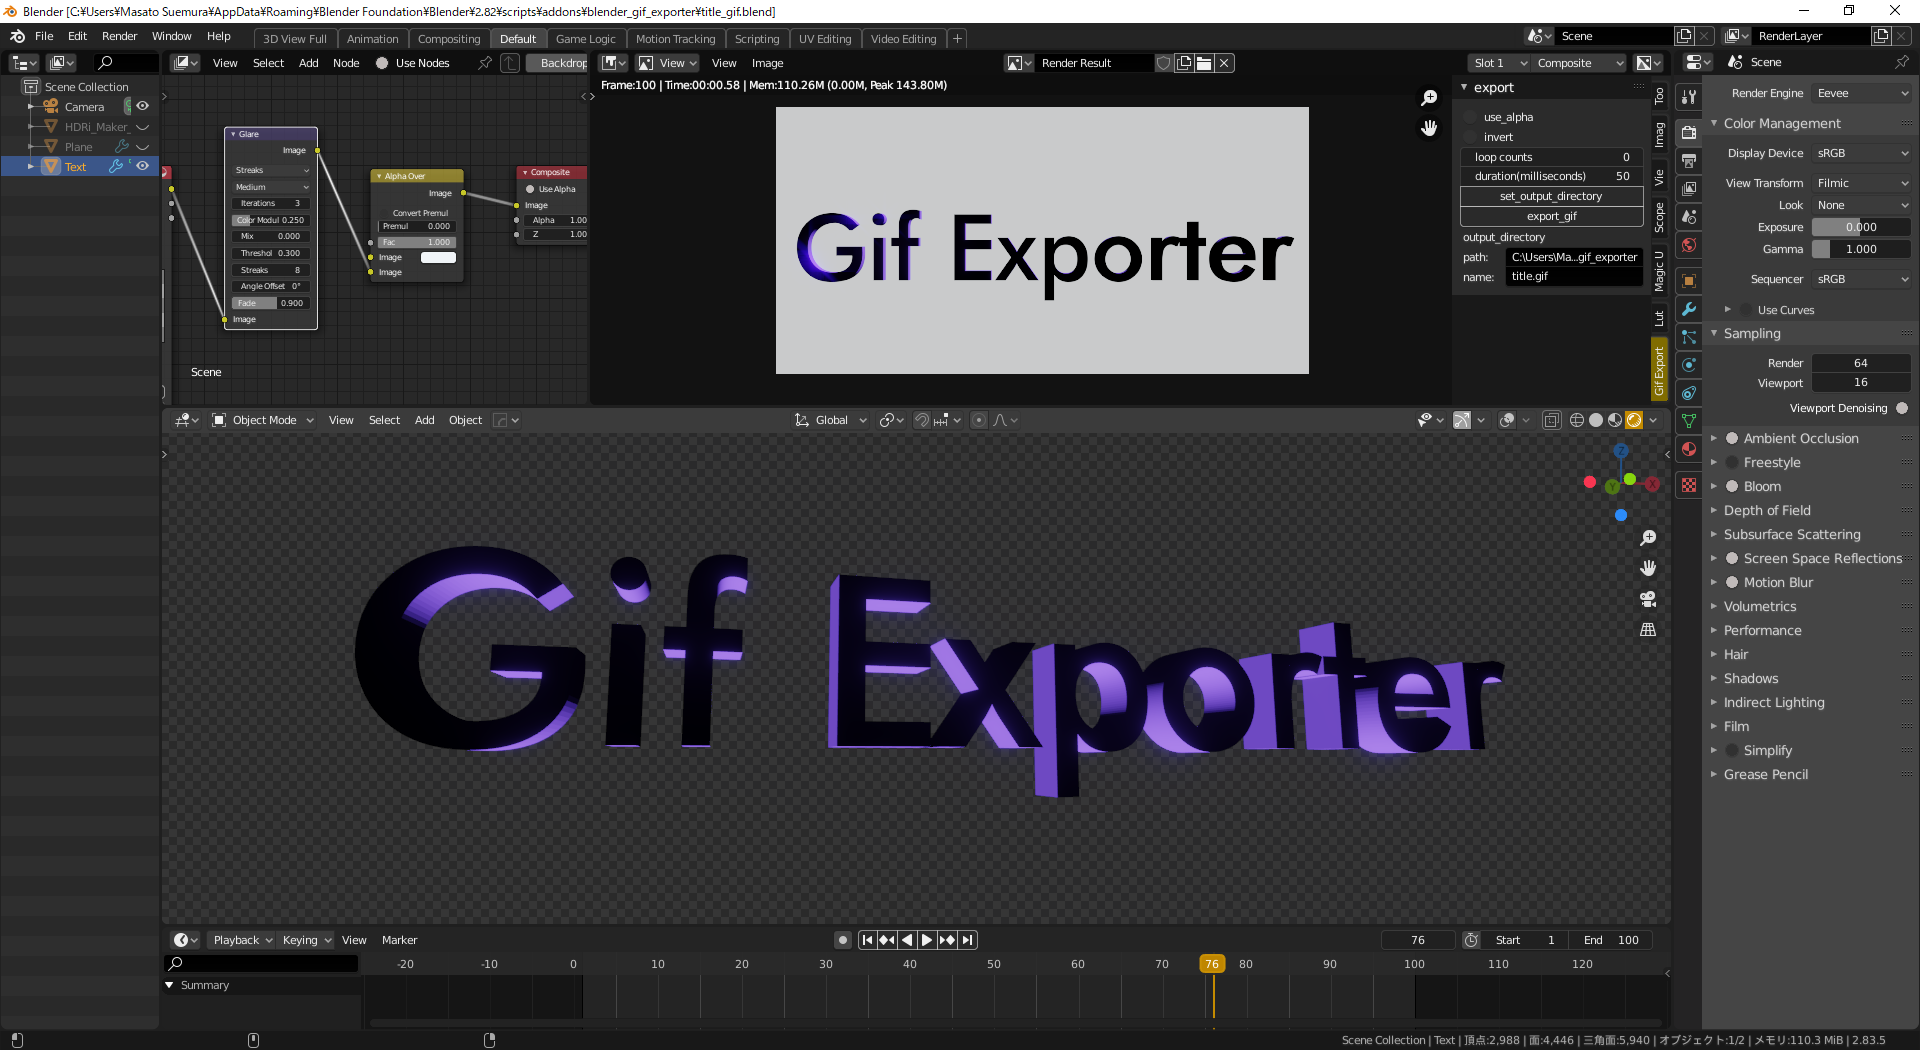 Blender [C:¥Users¥Masato Suemura¥AppData¥Roaming¥Blender Foundation¥Blender¥2.82¥scripts¥addons¥blender_gif_exporter¥title_gif.blend]
File Edit Render Window Help
3D View Full Animation Compositing Default Game Logic Motion Tracking Scripting UV Editing Video Editing +
Scene
RenderLayer
Scene Collection
Camera
HDRi_Maker_
Plane
Text
View Select Add Node Use Nodes Backdrop
Glare
Image
Streaks
Medium
Iterations 3
Color Modul 0.250
Mix 0.000
Threshol 0.300
Streaks 8
Angle Offset 0°
Fade 0.900
Image
Alpha Over
Image
Convert Premul
Premul 0.000
Fac 1.000
Image
Image
Composite
Use Alpha
Image
Alpha 1.00
Z 1.00
Scene
View View Image Render Result Slot 1 Composite
Frame:100 | Time:00:00.58 | Mem:110.26M (0.00M, Peak 143.80M)
Gif Exporter
export
use_alpha
invert
loop counts 0
duration(milliseconds) 50
set_output_directory
export_gif
output_directory
path: C:\Users\Ma...gif_exporter
name: title.gif
Too
Imag
Vie
Scope
Magic U
Lut
Gif Export
Scene
Render Engine Eevee
Color Management
Display Device sRGB
View Transform Filmic
Look None
Exposure 0.000
Gamma 1.000
Sequencer sRGB
Use Curves
Sampling
Render 64
Viewport 16
Viewport Denoising
Ambient Occlusion
Freestyle
Bloom
Depth of Field
Subsurface Scattering
Screen Space Reflections
Motion Blur
Volumetrics
Performance
Hair
Shadows
Indirect Lighting
Film
Simplify
Grease Pencil
Object Mode View Select Add Object Global
Z
Y
X
Gif Exporter
Playback Keying View Marker 76 Start 1 End 100
-20 -10 0 10 20 30 40 50 60 70 76 80 90 100 110 120
Summary
Scene Collection | Text | 頂点:2,988 | 面:4,446 | 三角面:5,940 | オブジェクト:1/2 | メモリ:110.3 MiB | 2.83.5